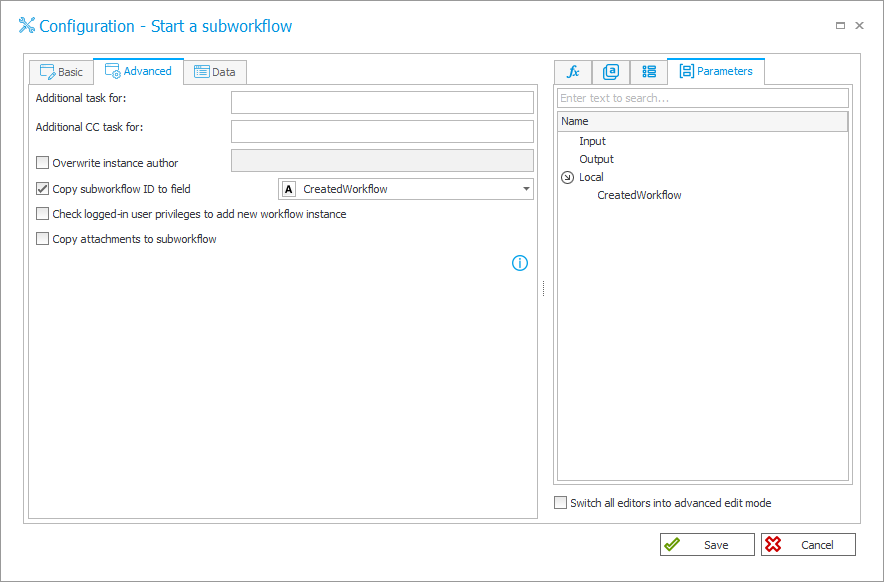 Configuration - Start a subworkflow
Basic
Advanced
Data
fx
a
Parameters
Additional task for:
Additional CC task for:
Overwrite instance author
Copy subworkflow ID to field
A
CreatedWorkflow
Check logged-in user privileges to add new workflow instance
Copy attachments to subworkflow
i
Enter text to search...
Name
Input
Output
Local
CreatedWorkflow
Switch all editors into advanced edit mode
Save
Cancel